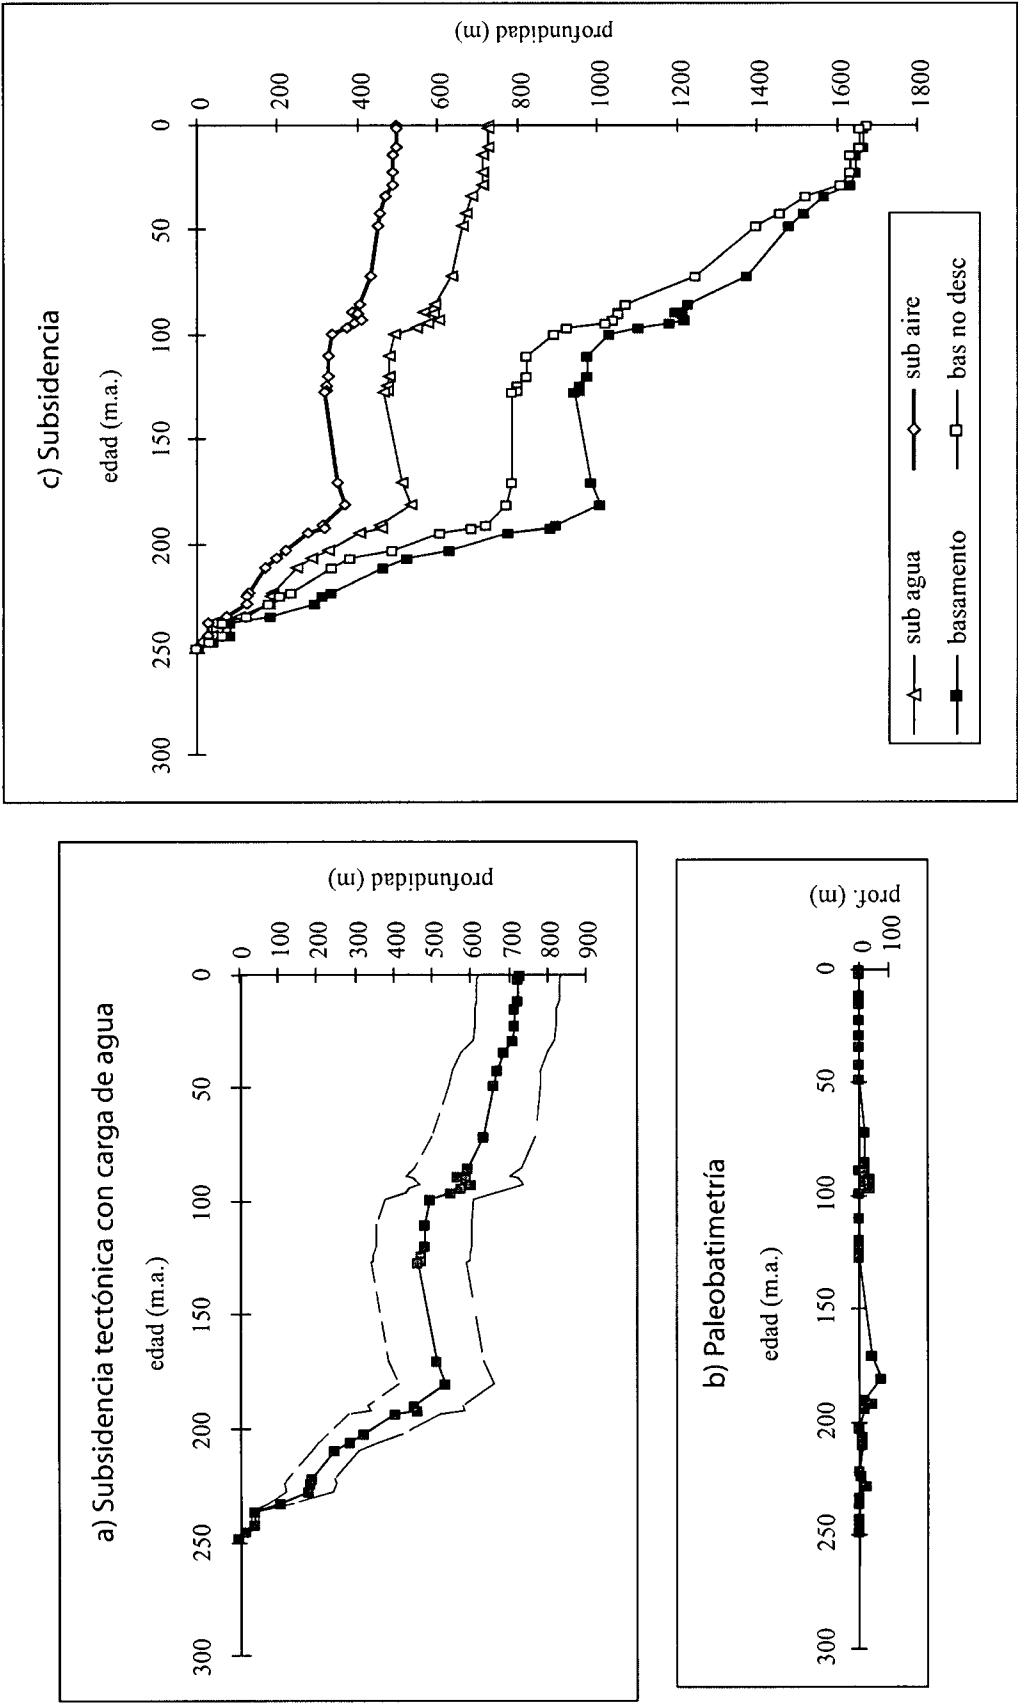 a) Subsidencia tectónica con carga de agua
edad (m.a.)
300 250 200 150 100 50 0
0
100
200
300
400
500
600
700
800
900
profundidad (m)
b) Paleobatimetría
edad (m.a.)
300 250 200 150 100 50 0
0
100
prof. (m)
c) Subsidencia
edad (m.a.)
300 250 200 150 100 50 0
0
200
400
600
800
1000
1200
1400
1600
1800
profundidad (m)
sub agua sub aire
basamento bas no desc